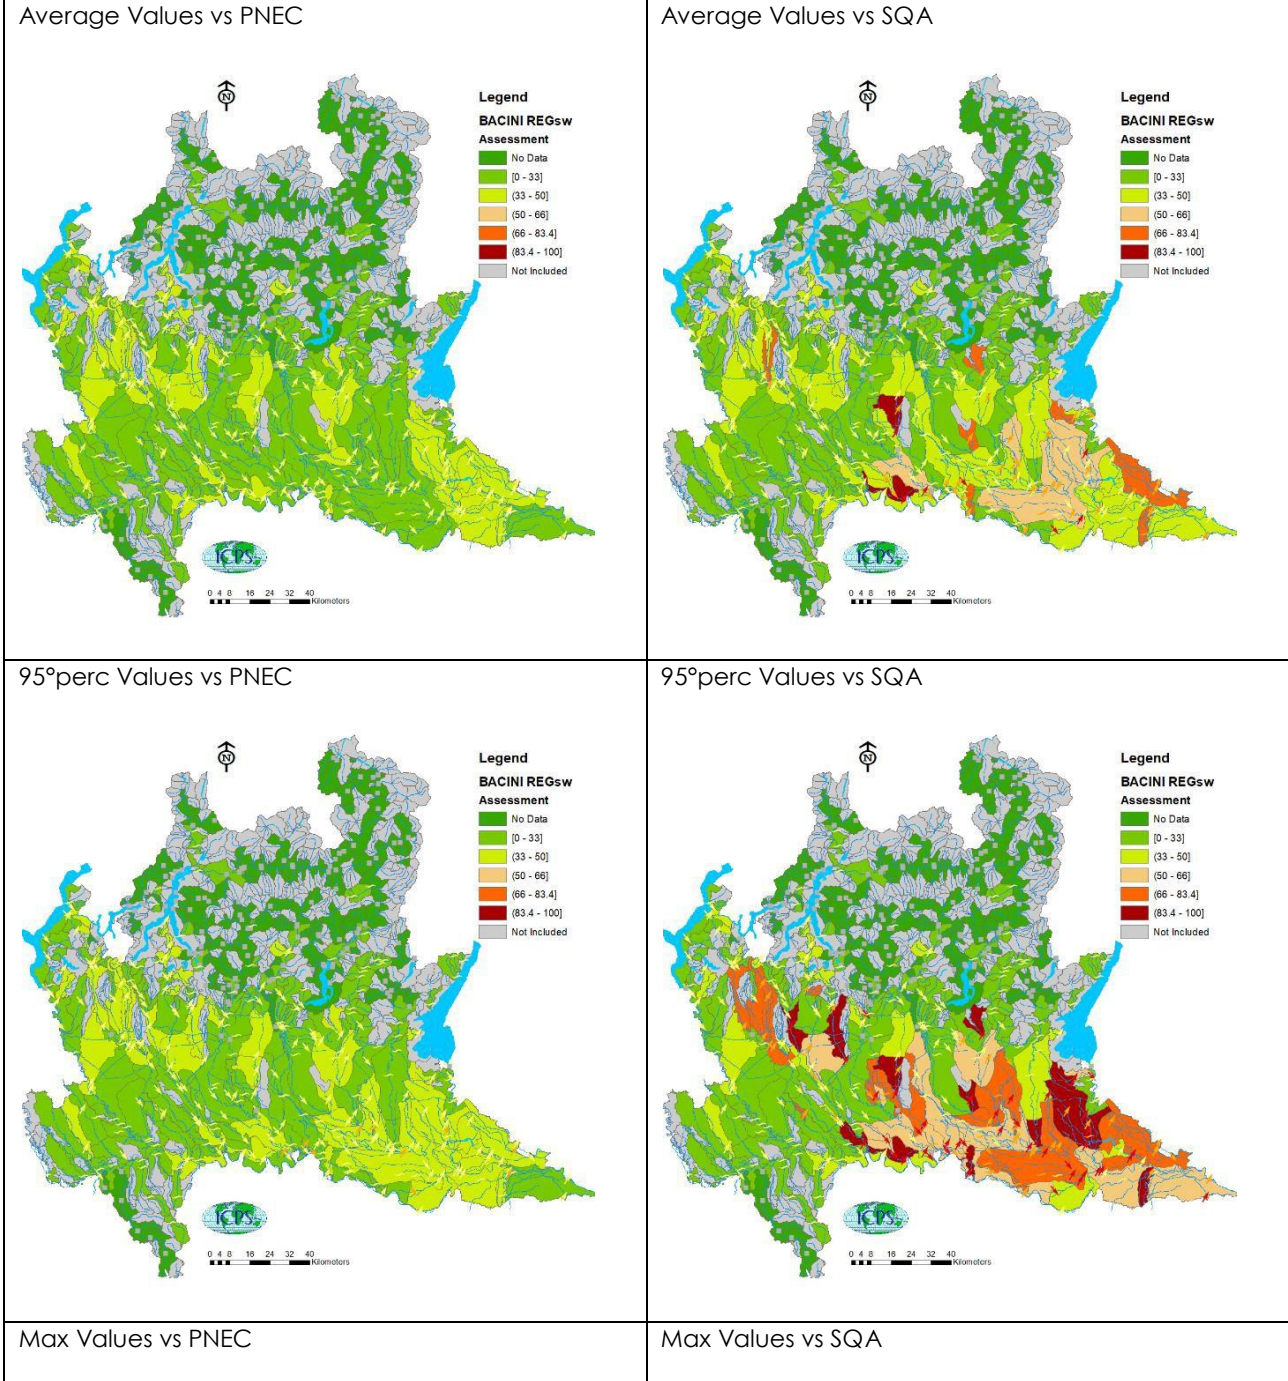 Average Values vs PNEC
N
Legend
BACINI REGsw
Assessment
No Data
[0 - 33]
(33 - 50]
(50 - 66]
(66 - 83.4]
(83.4 - 100]
Not Included
ICPS
0 4 8 16 24 32 40
Kilometers
Average Values vs SQA
N
Legend
BACINI REGsw
Assessment
No Data
[0 - 33]
(33 - 50]
(50 - 66]
(66 - 83.4]
(83.4 - 100]
Not Included
ICPS
0 4 8 16 24 32 40
Kilometers
95°perc Values vs PNEC
N
Legend
BACINI REGsw
Assessment
No Data
[0 - 33]
(33 - 50]
(50 - 66]
(66 - 83.4]
(83.4 - 100]
Not Included
ICPS
0 4 8 16 24 32 40
Kilometers
95°perc Values vs SQA
N
Legend
BACINI REGsw
Assessment
No Data
[0 - 33]
(33 - 50]
(50 - 66]
(66 - 83.4]
(83.4 - 100]
Not Included
ICPS
0 4 8 16 24 32 40
Kilometers
Max Values vs PNEC
Max Values vs SQA